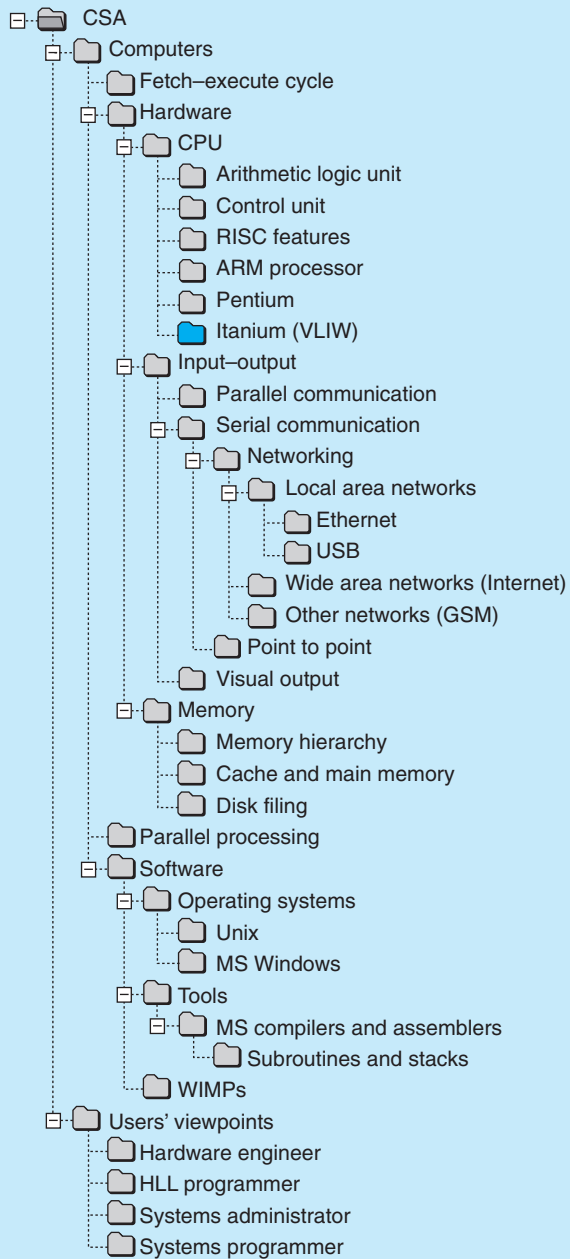 CSA
Computers
Fetch–execute cycle
Hardware
CPU
Arithmetic logic unit
Control unit
RISC features
ARM processor
Pentium
Itanium (VLIW)
Input–output
Parallel communication
Serial communication
Networking
Local area networks
Ethernet
USB
Wide area networks (Internet)
Other networks (GSM)
Point to point
Visual output
Memory
Memory hierarchy
Cache and main memory
Disk filing
Parallel processing
Software
Operating systems
Unix
MS Windows
Tools
MS compilers and assemblers
Subroutines and stacks
WIMPs
Users’ viewpoints
Hardware engineer
HLL programmer
Systems administrator
Systems programmer